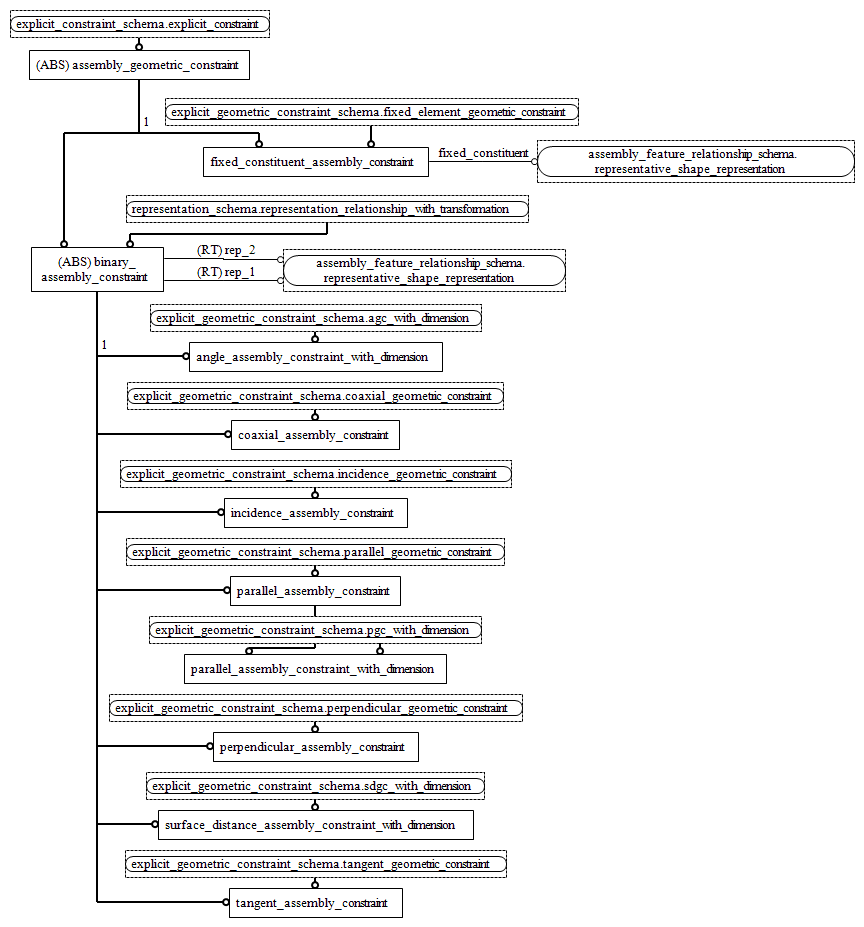 explicit_constraint_schema.explicit_constraint
(ABS) assembly_geometric_constraint
1
explicit_geometric_constraint_schema.fixed_element_geometric_constraint
fixed_constituent_assembly_constraint
fixed_constituent
assembly_feature_relationship_schema.
representative_shape_representation
representation_schema.representation_relationship_with_transformation
(ABS) binary_
assembly_constraint
(RT) rep_2
(RT) rep_1
assembly_feature_relationship_schema.
representative_shape_representation
explicit_geometric_constraint_schema.agc_with_dimension
1
angle_assembly_constraint_with_dimension
explicit_geometric_constraint_schema.coaxial_geometric_constraint
coaxial_assembly_constraint
explicit_geometric_constraint_schema.incidence_geometric_constraint
incidence_assembly_constraint
explicit_geometric_constraint_schema.parallel_geometric_constraint
parallel_assembly_constraint
explicit_geometric_constraint_schema.pgc_with_dimension
parallel_assembly_constraint_with_dimension
explicit_geometric_constraint_schema.perpendicular_geometric_constraint
perpendicular_assembly_constraint
explicit_geometric_constraint_schema.sdgc_with_dimension
surface_distance_assembly_constraint_with_dimension
explicit_geometric_constraint_schema.tangent_geometric_constraint
tangent_assembly_constraint